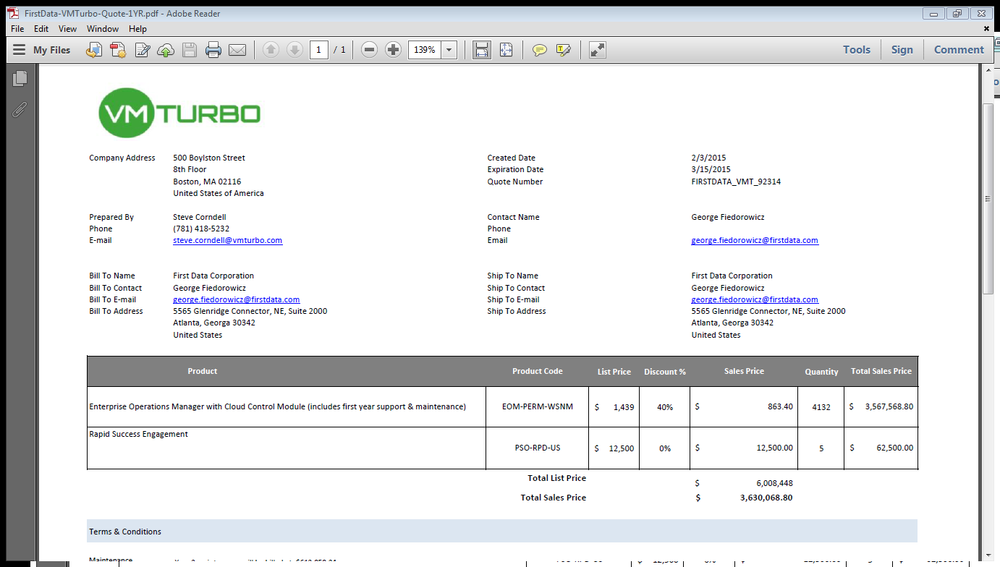 FirstData-VMTurbo-Quote-1YR.pdf - Adobe Reader
File Edit View Window Help
My Files 1 / 1 139% Tools Sign Comment
VMTURBO
Company Address 500 Boylston Street Created Date 2/3/2015
8th Floor Expiration Date 3/15/2015
Boston, MA 02116 Quote Number FIRSTDATA_VMT_92314
United States of America
Prepared By Steve Corndell Contact Name George Fiedorowicz
Phone (781) 418-5232 Phone
E-mail steve.corndell@vmturbo.com Email george.fiedorowicz@firstdata.com
Bill To Name First Data Corporation Ship To Name First Data Corporation
Bill To Contact George Fiedorowicz Ship To Contact George Fiedorowicz
Bill To E-mail george.fiedorowicz@firstdata.com Ship To E-mail george.fiedorowicz@firstdata.com
Bill To Address 5565 Glenridge Connector, NE, Suite 2000 Ship To Address 5565 Glenridge Connector, NE, Suite 2000
Atlanta, Georga 30342 Atlanta, Georga 30342
United States United States
Product Product Code List Price Discount % Sales Price Quantity Total Sales Price
Enterprise Operations Manager with Cloud Control Module (includes first year support & maintenance) EOM-PERM-WSNM $ 1,439 40% $ 863.40 4132 $ 3,567,568.80
Rapid Success Engagement PSO-RPD-US $ 12,500 0% $ 12,500.00 5 $ 62,500.00
Total List Price $ 6,008,448
Total Sales Price $ 3,630,068.80
Terms & Conditions
Maintenance